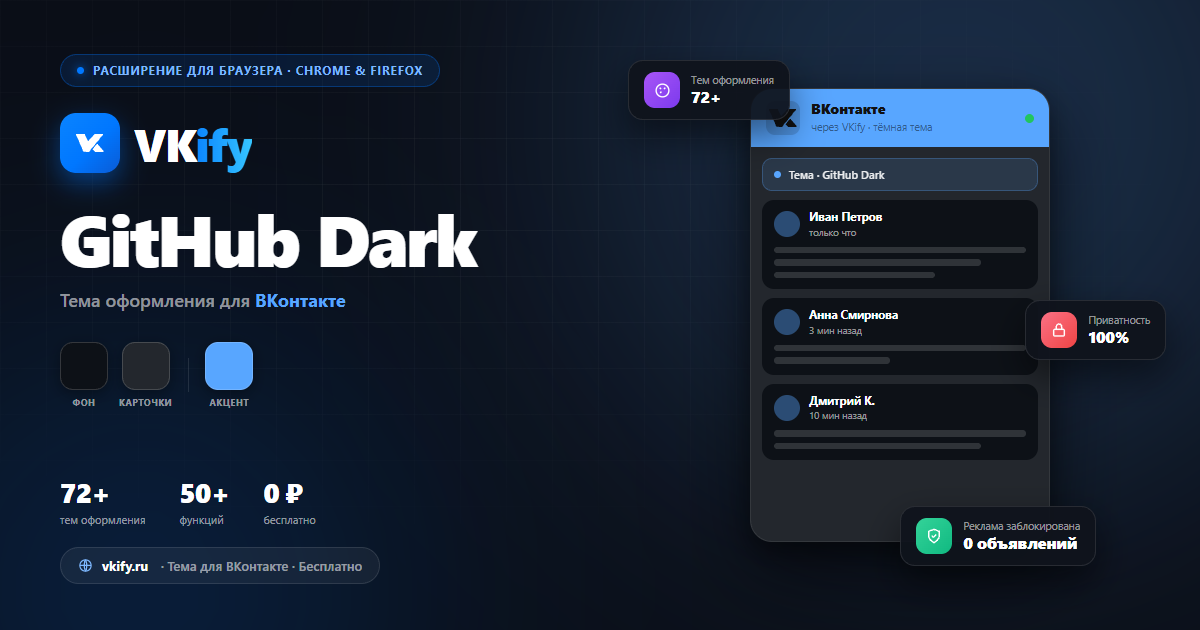 РАСШИРЕНИЕ ДЛЯ БРАУЗЕРА · CHROME & FIREFOX
VKify
GitHub Dark
Тема оформления для ВКонтакте
ФОН
КАРТОЧКИ
АКЦЕНТ
72+
тем оформления
50+
функций
0 ₽
бесплатно
vkify.ru · Тема для ВКонтакте · Бесплатно
Тем оформления
72+
ВКонтакте
через VKify · тёмная тема
Тема · GitHub Dark
Иван Петров
только что
Анна Смирнова
3 мин назад
Приватность
100%
Дмитрий К.
10 мин назад
Реклама заблокирована
0 объявлений